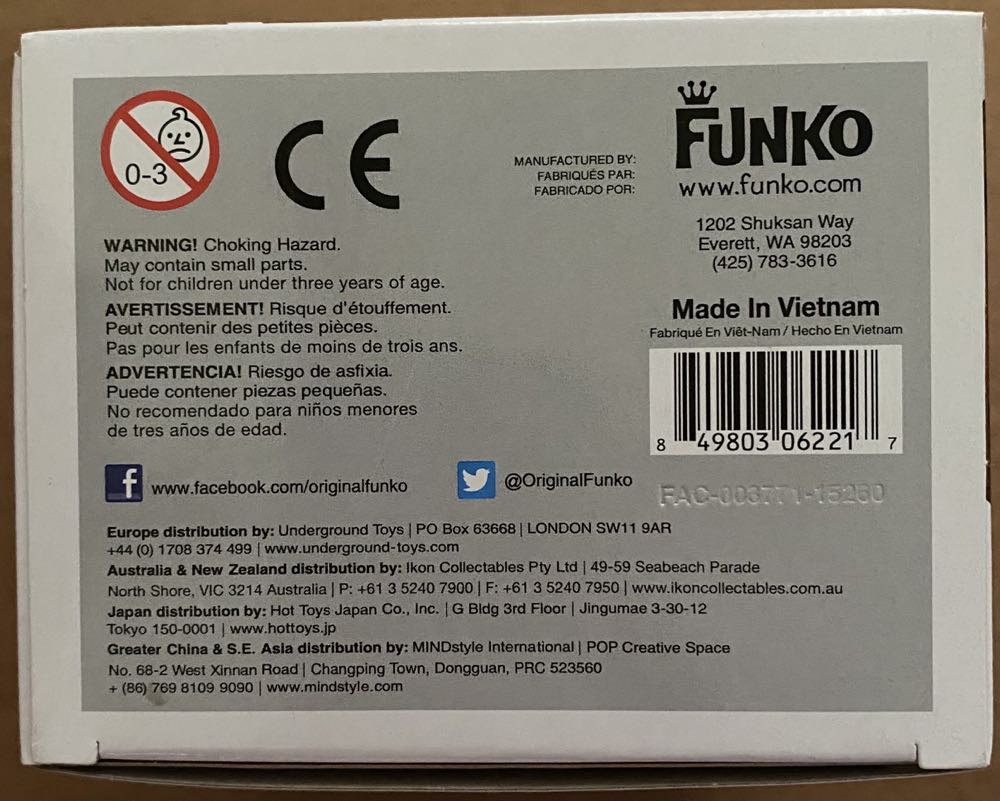 0-3
CE
MANUFACTURED BY:
FABRIQUÉS PAR:
FABRICADO POR:
FUNKO
www.funko.com
1202 Shuksan Way
Everett, WA 98203
(425) 783-3616
WARNING! Choking Hazard.
May contain small parts.
Not for children under three years of age.
AVERTISSEMENT! Risque d'étouffement.
Peut contenir des petites pièces.
Pas pour les enfants de moins de trois ans.
ADVERTENCIA! Riesgo de asfixia.
Puede contener piezas pequeñas.
No recomendado para niños menores
de tres años de edad.
Made In Vietnam
Fabriqué En Viêt-Nam / Hecho En Vietnam
8 49803 06221 7
f www.facebook.com/originalfunko
@OriginalFunko
FAC-003771-15260
Europe distribution by: Underground Toys | PO Box 63668 | LONDON SW11 9AR
+44 (0) 1708 374 499 | www.underground-toys.com
Australia & New Zealand distribution by: Ikon Collectables Pty Ltd | 49-59 Seabeach Parade
North Shore, VIC 3214 Australia | P: +61 3 5240 7900 | F: +61 3 5240 7950 | www.ikoncollectables.com.au
Japan distribution by: Hot Toys Japan Co., Inc. | G Bldg 3rd Floor | Jingumae 3-30-12
Tokyo 150-0001 | www.hottoys.jp
Greater China & S.E. Asia distribution by: MINDstyle International | POP Creative Space
No. 68-2 West Xinnan Road | Changping Town, Dongguan, PRC 523560
+ (86) 769 8109 9090 | www.mindstyle.com